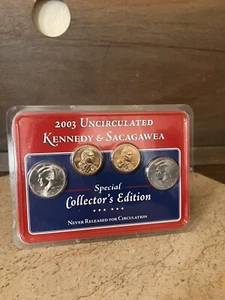 2003 Uncirculated
Kennedy & Sacagawea
Special
Collector's Edition
Never Released for Circulation